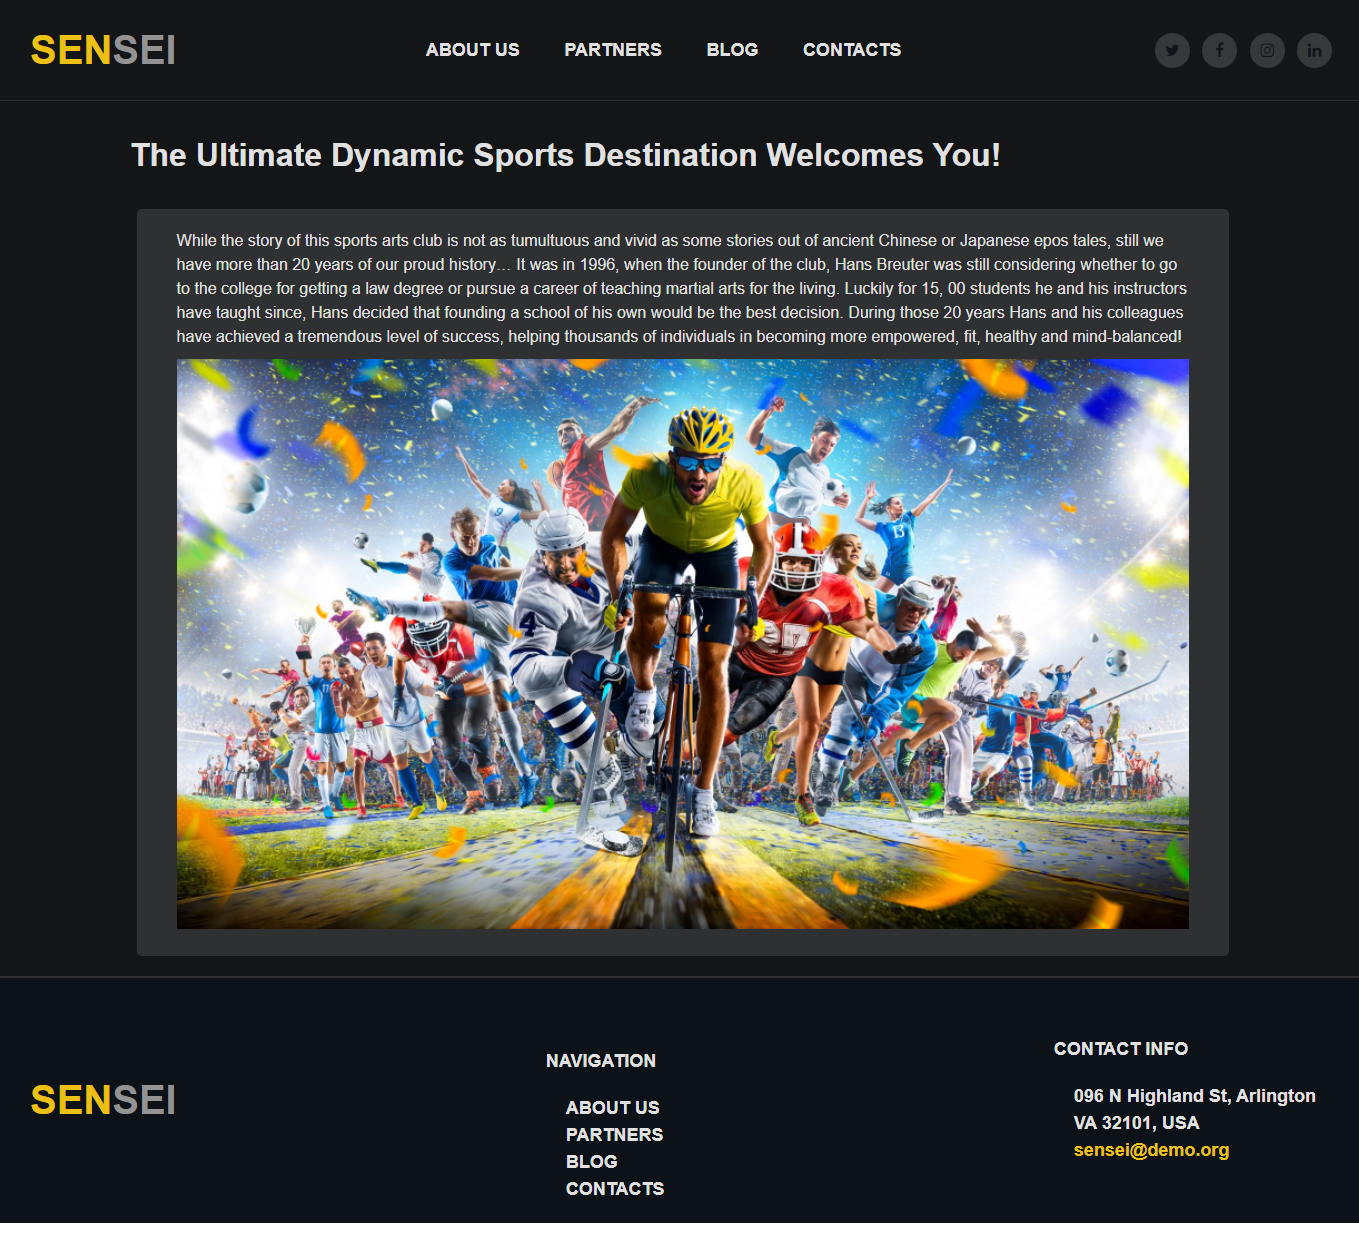 SENSEI
ABOUT US
PARTNERS
BLOG
CONTACTS
The Ultimate Dynamic Sports Destination Welcomes You!
While the story of this sports arts club is not as tumultuous and vivid as some stories out of ancient Chinese or Japanese epos tales, still we
have more than 20 years of our proud history… It was in 1996, when the founder of the club, Hans Breuter was still considering whether to go
to the college for getting a law degree or pursue a career of teaching martial arts for the living. Luckily for 15, 00 students he and his instructors
have taught since, Hans decided that founding a school of his own would be the best decision. During those 20 years Hans and his colleagues
have achieved a tremendous level of success, helping thousands of individuals in becoming more empowered, fit, healthy and mind-balanced!
9
13
4
17
SENSEI
NAVIGATION
ABOUT US
PARTNERS
BLOG
CONTACTS
CONTACT INFO
096 N Highland St, Arlington
VA 32101, USA
sensei@demo.org